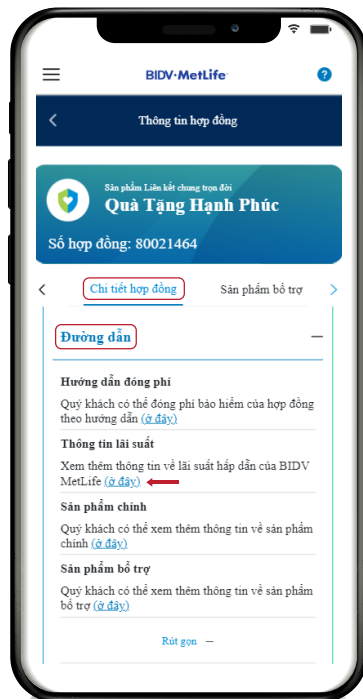 BIDV-MetLife
?
Thông tin hợp đồng
Sản phẩm Liên kết chung trọn đời
Quà Tặng Hạnh Phúc
Số hợp đồng: 80021464
Chi tiết hợp đồng Sản phẩm bổ trợ
Đường dẫn
Hướng dẫn đóng phí
Quý khách có thể đóng phí bảo hiểm của hợp đồng
theo hướng dẫn (ở đây)
Thông tin lãi suất
Xem thêm thông tin về lãi suất hấp dẫn của BIDV
MetLife (ở đây)
Sản phẩm chính
Quý khách có thể xem thêm thông tin về sản phẩm
chính (ở đây)
Sản phẩm bổ trợ
Quý khách có thể xem thêm thông tin về sản phẩm
bổ trợ (ở đây)
Rút gọn